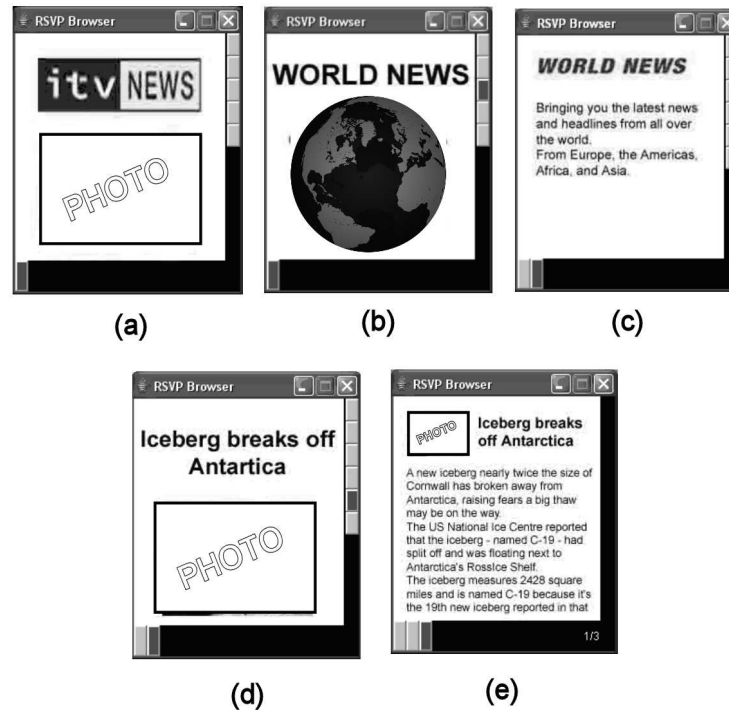 RSVP Browser
itv NEWS
PHOTO
(a)
RSVP Browser
WORLD NEWS
(b)
RSVP Browser
WORLD NEWS
Bringing you the latest news
and headlines from all over
the world.
From Europe, the Americas,
Africa, and Asia.
(c)
RSVP Browser
Iceberg breaks off
Antartica
PHOTO
(d)
RSVP Browser
PHOTO
Iceberg breaks
off Antarctica
A new iceberg nearly twice the size of
Cornwall has broken away from
Antarctica, raising fears a big thaw
may be on the way.
The US National Ice Centre reported
that the iceberg - named C-19 - had
split off and was floating next to
Antarctica's RossIce Shelf.
The iceberg measures 2428 square
miles and is named C-19 because it's
the 19th new iceberg reported in that
1/3
(e)